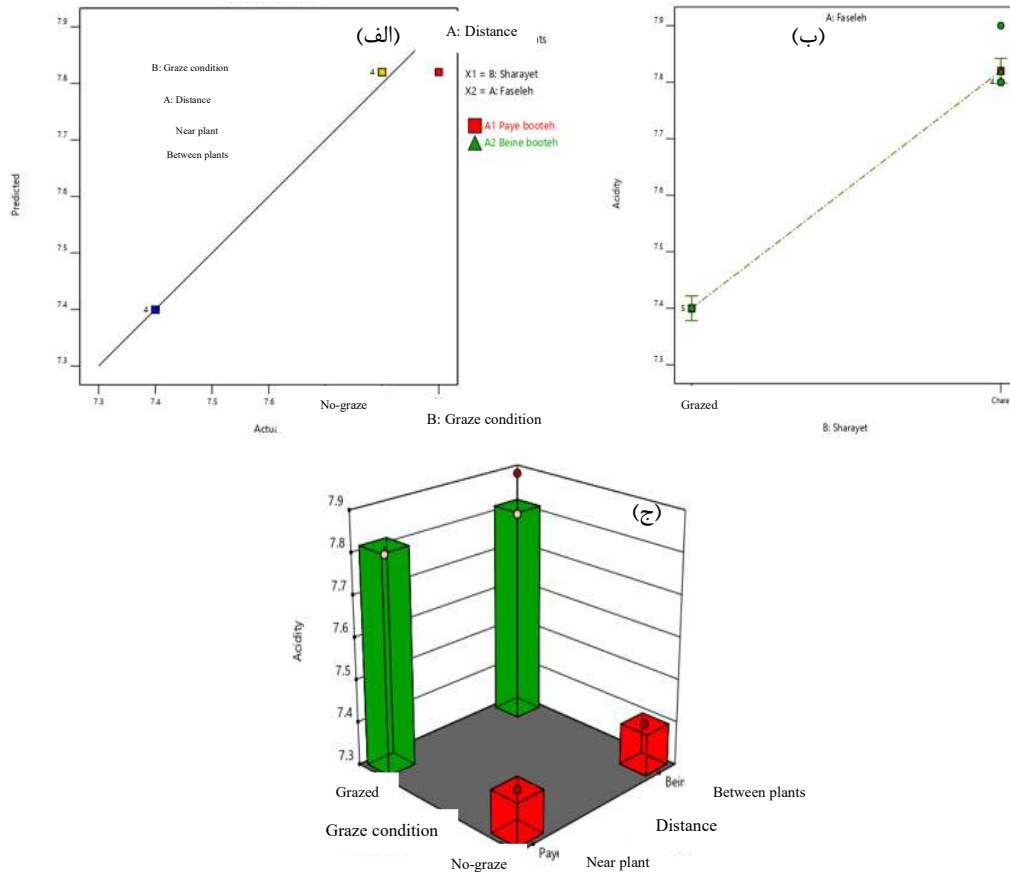 (الف)
A: Distance
B: Graze condition
A: Distance
Near plant
Between plants
nts
X1 = B: Sharayet
X2 = A: Faseleh
A1 Paye booteh
A2 Beine booteh
7.9
7.8
7.7
7.6
7.5
7.4
7.3
Predicted
4
4
7.3 7.4 7.5 7.6
No-graze
B: Graze condition
(ب)
A: Faseleh
7.9
7.8
7.7
7.6
7.5
7.4
7.3
Acidity
5
4
Grazed
Chara
B: Sharayet
(ج)
7.9
7.8
7.7
7.6
7.5
7.4
7.3
Acidity
Grazed
Graze condition
No-graze
Near plant
Distance
Between plants